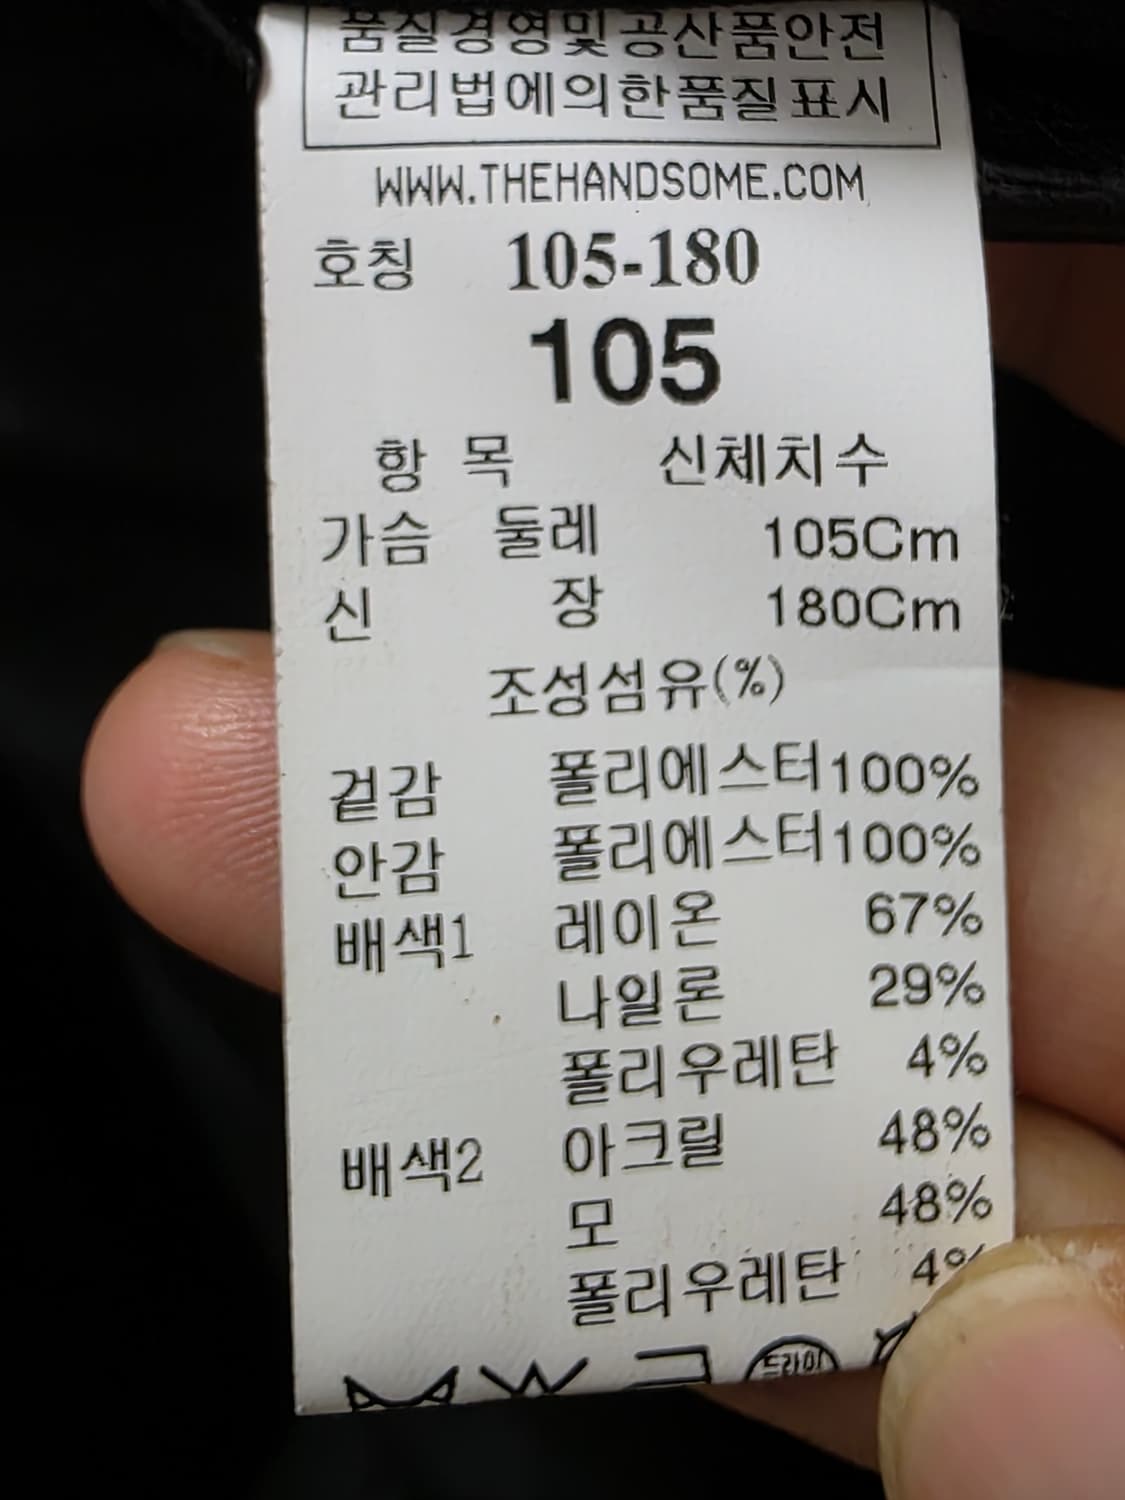 품질경영및공산품안전
관리법에의한품질표시
WWW.THEHANDSOME.COM
호칭 105-180
105
항 목 신체치수
가슴 둘레 105Cm
신 장 180Cm
조성섬유(%)
겉감 폴리에스터100%
안감 폴리에스터100%
배색1 레이온 67%
나일론 29%
폴리우레탄 4%
배색2 아크릴 48%
모 48%
폴리우레탄 4%
드라이